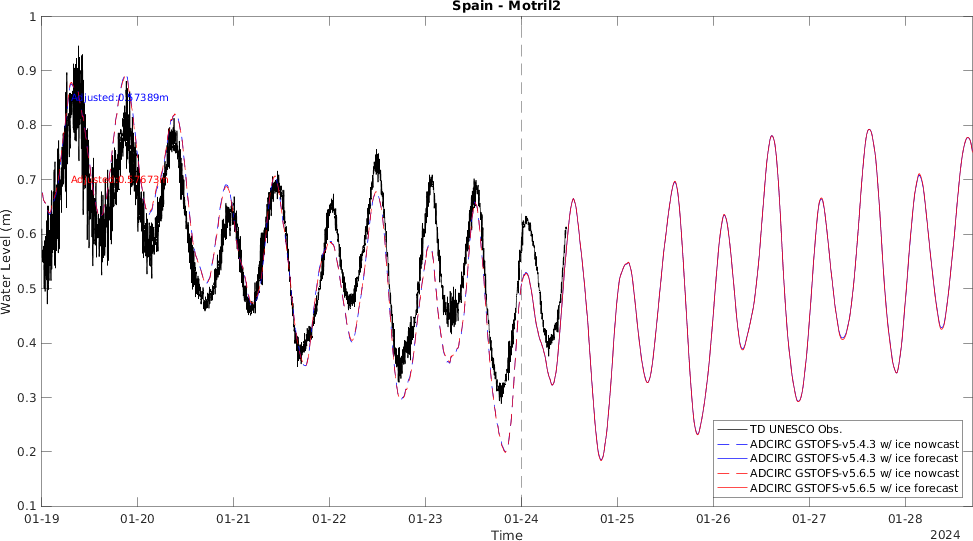 Spain - Motril2
1
0.9
0.8
0.7
0.6
0.5
0.4
0.3
0.2
0.1
Water Level (m)
Adjusted:0.57389m
TD UNESCO Obs.
ADCIRC GSTOFS-v5.4.3 w/ ice nowcast
ADCIRC GSTOFS-v5.4.3 w/ ice forecast
ADCIRC GSTOFS-v5.6.5 w/ ice nowcast
ADCIRC GSTOFS-v5.6.5 w/ ice forecast
01-19 01-20 01-21 01-22 01-23 01-24 01-25 01-26 01-27 01-28
Time
2024